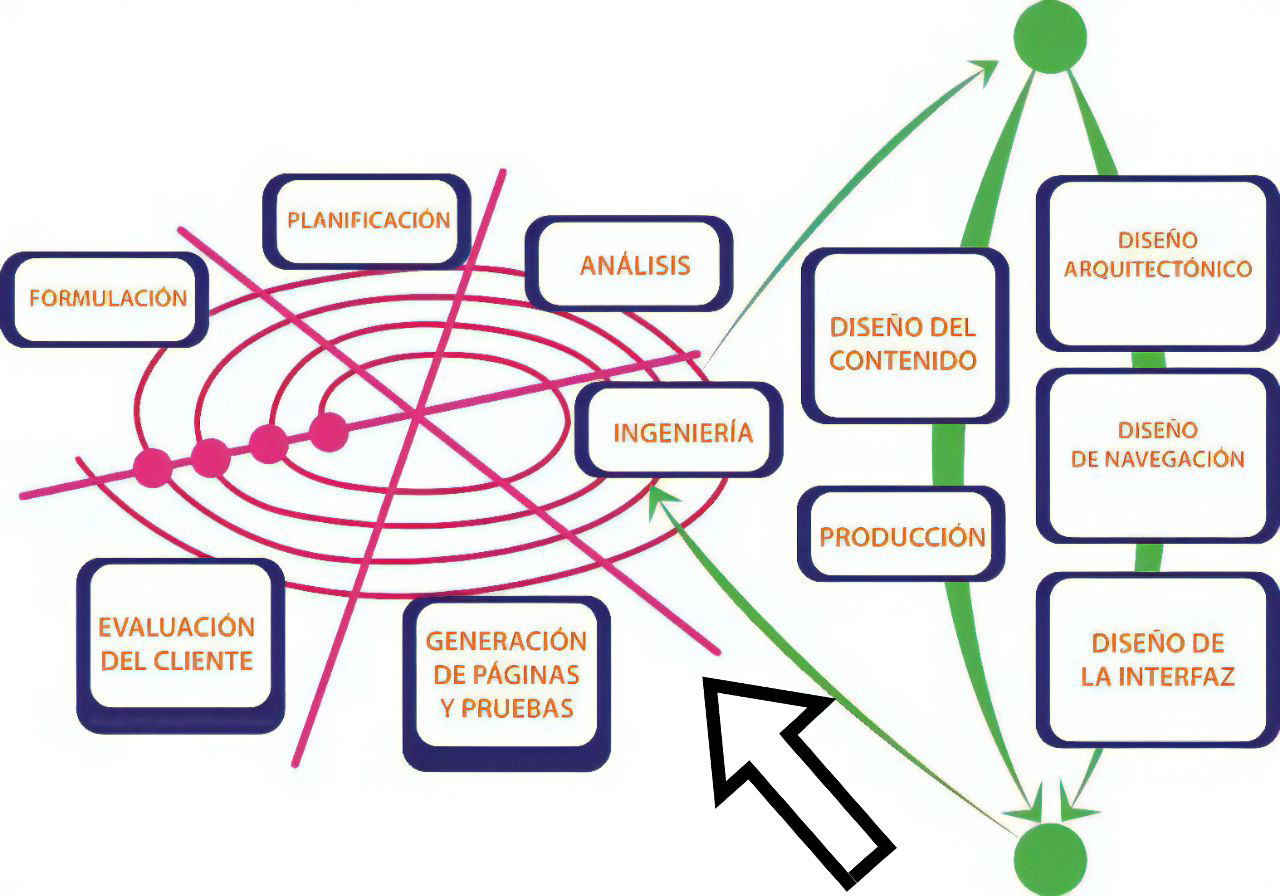 PLANIFICACIÓN
FORMULACIÓN
ANÁLISIS
INGENIERÍA
EVALUACIÓN
DEL CLIENTE
GENERACIÓN
DE PÁGINAS
Y PRUEBAS
DISEÑO DEL
CONTENIDO
PRODUCCIÓN
DISEÑO
ARQUITECTÓNICO
DISEÑO
DE NAVEGACIÓN
DISEÑO DE
LA INTERFAZ